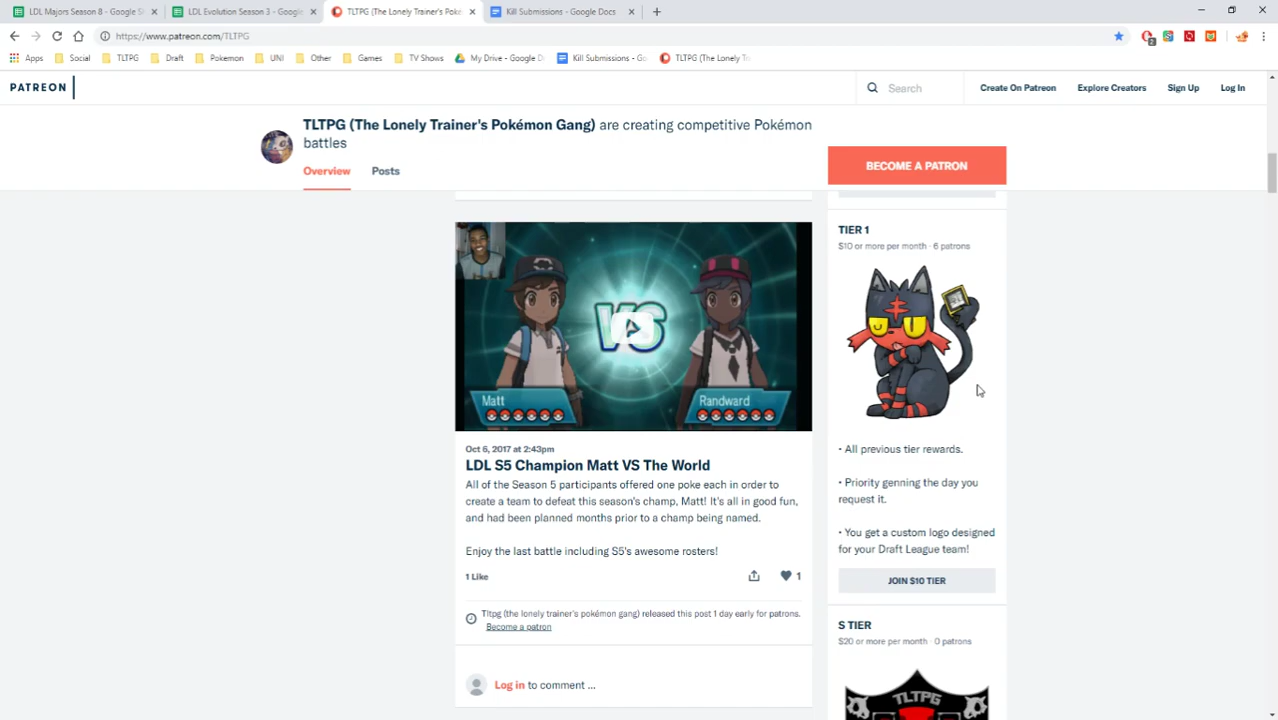 LDL Majors Season 8 - Google S
LDL Evolution Season 3 - Google
TLTPG (The Lonely Trainer's Poké
Kill Submissions - Google Docs
https://www.patreon.com/TLTPG
Apps
Social
TLTPG
Draft
Pokemon
UNI
Other
Games
TV Shows
My Drive - Google D
Kill Submissions - Go
TLTPG (The Lonely Tr
PATREON
Search
Create On Patreon
Explore Creators
Sign Up
Log In
TLTPG (The Lonely Trainer's Pokémon Gang) are creating competitive Pokémon
battles
Overview
Posts
BECOME A PATRON
VS
Matt
Randward
Oct 6, 2017 at 2:43pm
LDL S5 Champion Matt VS The World
All of the Season 5 participants offered one poke each in order to
create a team to defeat this season's champ, Matt! It's all in good fun,
and had been planned months prior to a champ being named.
Enjoy the last battle including S5's awesome rosters!
1 Like
1
Tltpg (the lonely trainer's pokémon gang) released this post 1 day early for patrons.
Become a patron
Log in to comment ...
TIER 1
$10 or more per month · 6 patrons
• All previous tier rewards.
• Priority genning the day you
request it.
• You get a custom logo designed
for your Draft League team!
JOIN $10 TIER
S TIER
$20 or more per month · 0 patrons
TLTPG